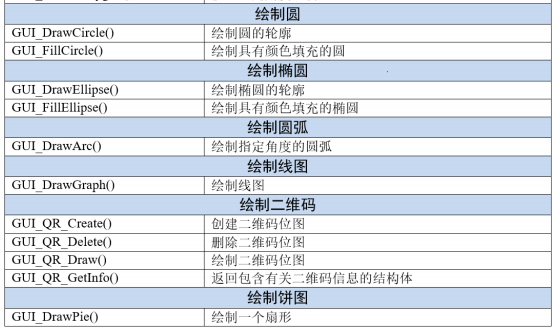 绘制圆
GUI_DrawCircle() 绘制圆的轮廓
GUI_FillCircle() 绘制具有颜色填充的圆
绘制椭圆
GUI_DrawEllipse() 绘制椭圆的轮廓
GUI_FillEllipse() 绘制具有颜色填充的椭圆
绘制圆弧
GUI_DrawArc() 绘制指定角度的圆弧
绘制线图
GUI_DrawGraph() 绘制线图
绘制二维码
GUI_QR_Create() 创建二维码位图
GUI_QR_Delete() 删除二维码位图
GUI_QR_Draw() 绘制二维码位图
GUI_QR_GetInfo() 返回包含有关二维码信息的结构体
绘制饼图
GUI_DrawPie() 绘制一个扇形